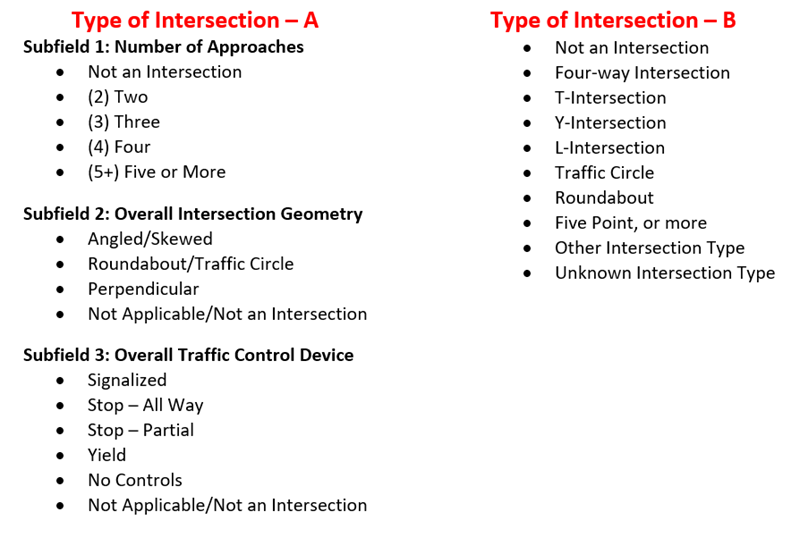 Type of Intersection – A
Subfield 1: Number of Approaches
• Not an Intersection
• (2) Two
• (3) Three
• (4) Four
• (5+) Five or More
Subfield 2: Overall Intersection Geometry
• Angled/Skewed
• Roundabout/Traffic Circle
• Perpendicular
• Not Applicable/Not an Intersection
Subfield 3: Overall Traffic Control Device
• Signalized
• Stop – All Way
• Stop – Partial
• Yield
• No Controls
• Not Applicable/Not an Intersection
Type of Intersection – B
• Not an Intersection
• Four-way Intersection
• T-Intersection
• Y-Intersection
• L-Intersection
• Traffic Circle
• Roundabout
• Five Point, or more
• Other Intersection Type
• Unknown Intersection Type